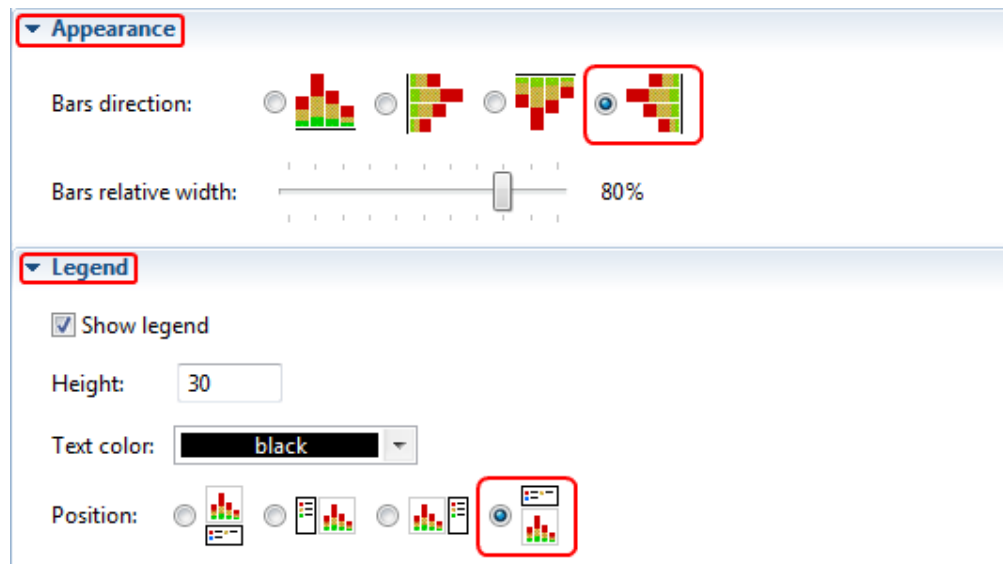 Appearance
Bars direction:
Bars relative width: 80%
Legend
Show legend
Height: 30
Text color: black
Position: